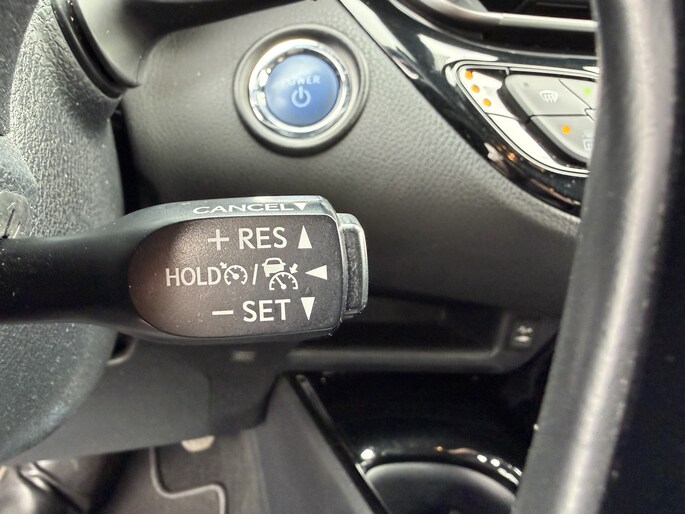 POWER
CANCEL▼
+ RES ▲
HOLD / ◄
− SET ▼